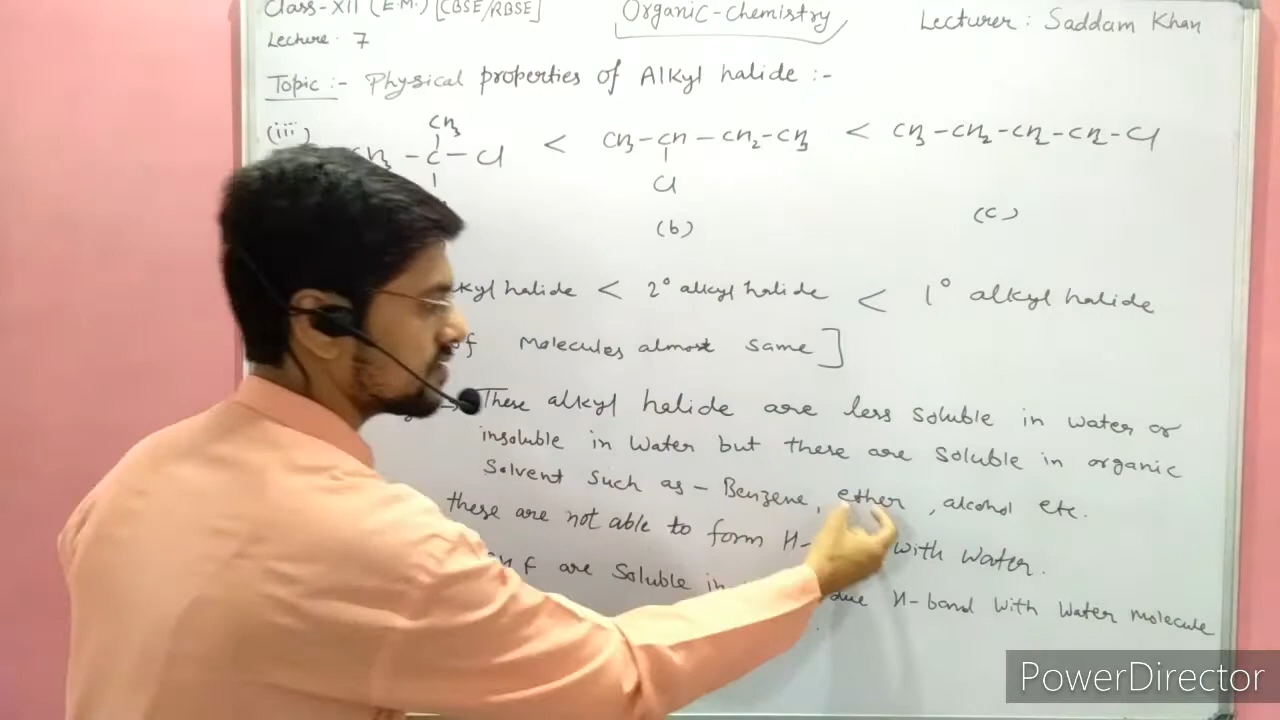 Class-XII (E.M.) [CBSE/RBSE] Organic-Chemistry Lecturer : Saddam Khan
Lecture. 7
Topic :- Physical properties of Alkyl halide :-
(iii)
CH3
- C - Cl < CH3-CH-CH2-CH3 < CH3-CH2-CH2-CH2-Cl
Cl
(b) (c)
halide < 2° alkyl halide < 1° alkyl halide
of molecules almost same ]
These alkyl halide are less soluble in water or
insoluble in water but there are soluble in organic
Solvent such as - Benzene, ether, alcohol etc.
these are not able to form H- with water.
are soluble in due H-bond with water molecule
PowerDirector